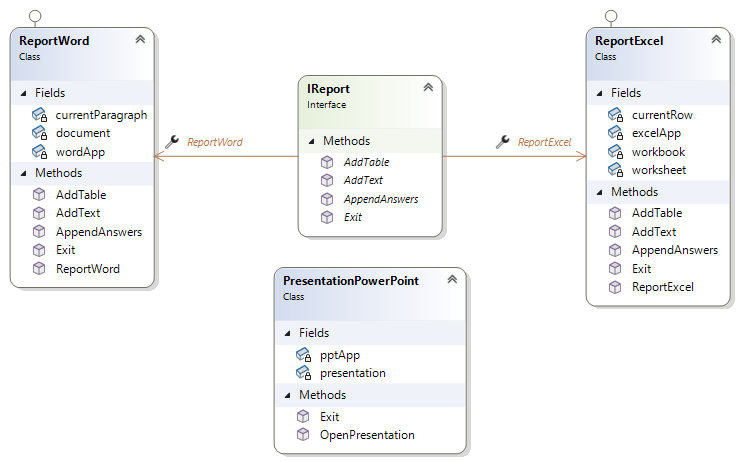 ReportWord
Class
Fields
currentParagraph
document
wordApp
Methods
AddTable
AddText
AppendAnswers
Exit
ReportWord
ReportWord
IReport
Interface
Methods
AddTable
AddText
AppendAnswers
Exit
ReportExcel
ReportExcel
Class
Fields
currentRow
excelApp
workbook
worksheet
Methods
AddTable
AddText
AppendAnswers
Exit
ReportExcel
PresentationPowerPoint
Class
Fields
pptApp
presentation
Methods
Exit
OpenPresentation